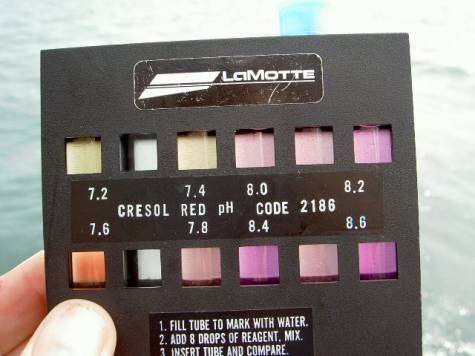 LaMotte
7.2 7.4 8.0 8.2
CRESOL RED pH CODE 2186
7.6 7.8 8.4 8.6
1. FILL TUBE TO MARK WITH WATER.
2. ADD 8 DROPS OF REAGENT, MIX.
3. INSERT TUBE AND COMPARE.